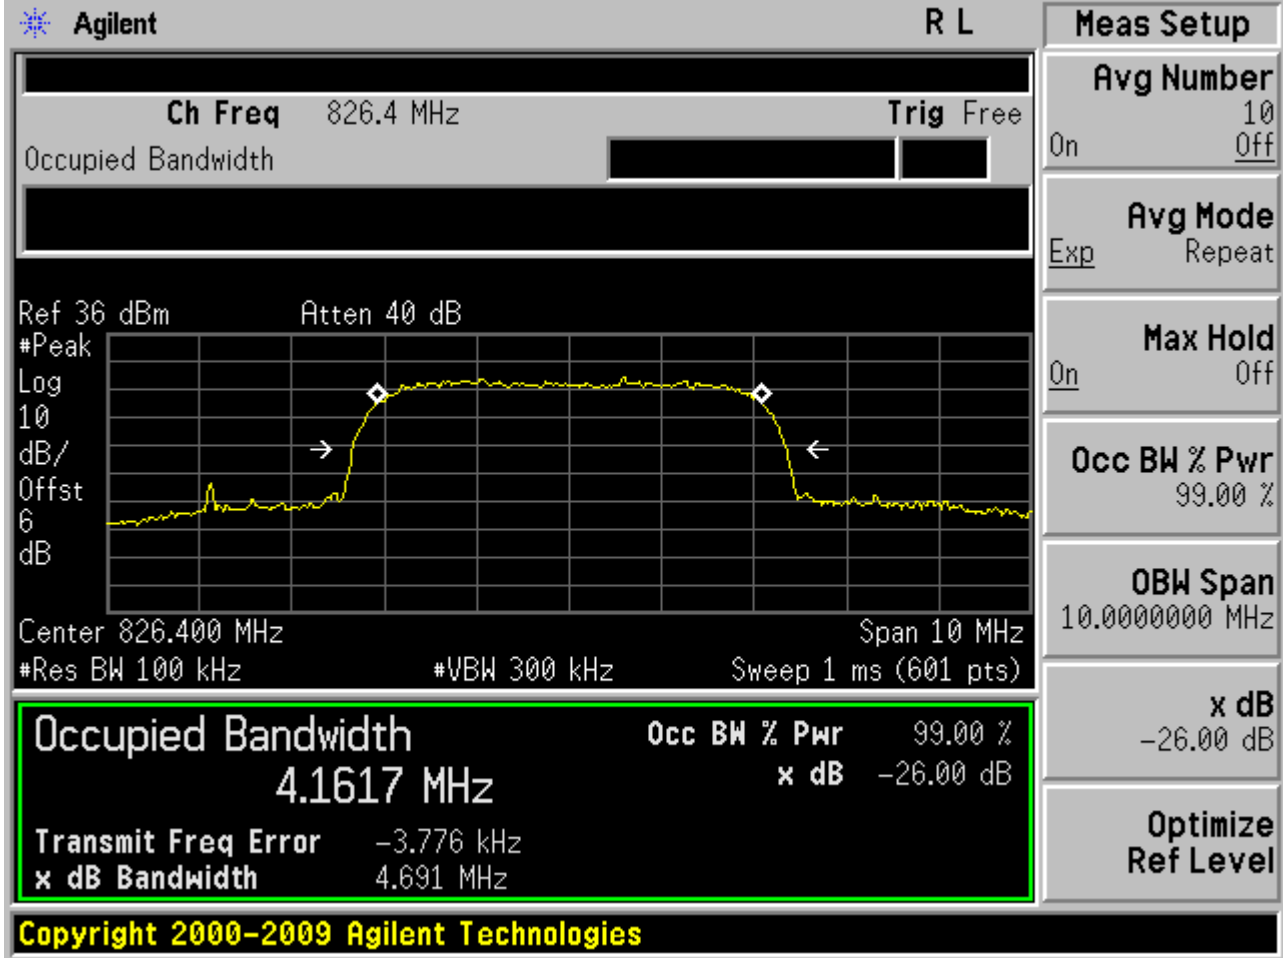 Agilent R L Meas Setup
Ch Freq 826.4 MHz Trig Free
Occupied Bandwidth
Avg Number
10
On Off
Avg Mode
Exp Repeat
Max Hold
On Off
Occ BW % Pwr
99.00 %
OBW Span
10.0000000 MHz
x dB
-26.00 dB
Optimize
Ref Level
Ref 36 dBm Atten 40 dB
#Peak
Log
10
dB/
Offst
6
dB
Center 826.400 MHz Span 10 MHz
#Res BW 100 kHz #VBW 300 kHz Sweep 1 ms (601 pts)
Occupied Bandwidth Occ BW % Pwr 99.00 %
4.1617 MHz x dB -26.00 dB
Transmit Freq Error -3.776 kHz
x dB Bandwidth 4.691 MHz
Copyright 2000-2009 Agilent Technologies